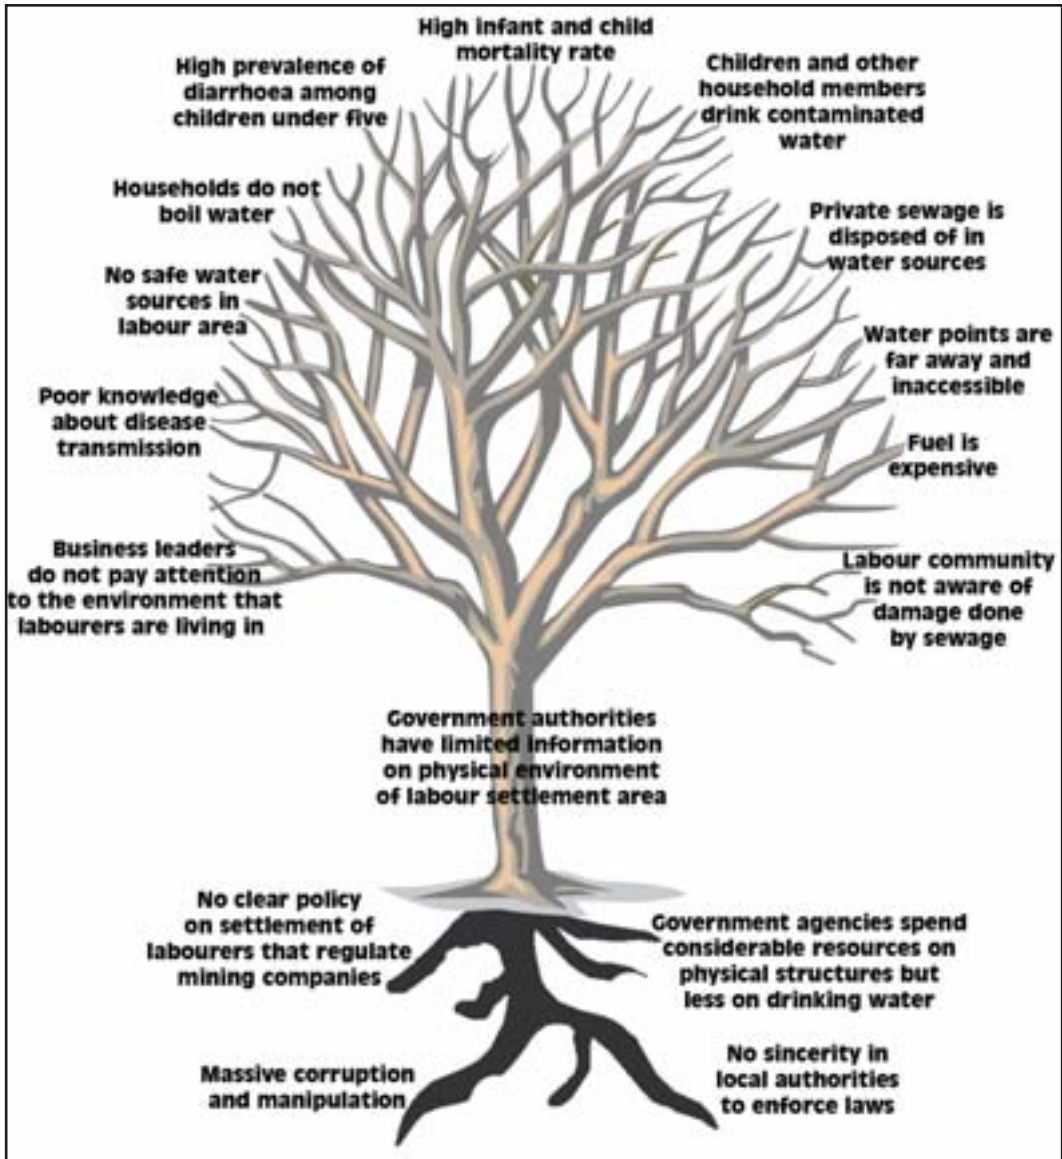 High infant and child
mortality rate
High prevalence of
diarrhoea among
children under five
Children and other
household members
drink contaminated
water
Households do not
boil water
Private sewage is
disposed of in
water sources
No safe water
sources in
labour area
Water points are
far away and
inaccessible
Poor knowledge
about disease
transmission
Fuel is
expensive
Business leaders
do not pay attention
to the environment that
labourers are living in
Labour community
is not aware of
damage done
by sewage
Government authorities
have limited information
on physical environment
of labour settlement area
No clear policy
on settlement of
labourers that regulate
mining companies
Government agencies spend
considerable resources on
physical structures but
less on drinking water
Massive corruption
and manipulation
No sincerity in
local authorities
to enforce laws